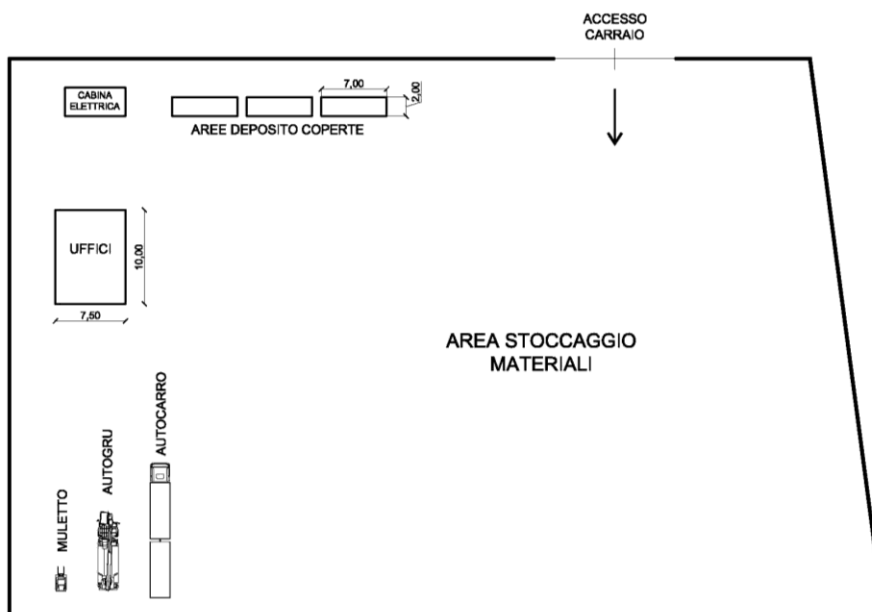 ACCESSO
CARRAIO
CABINA
ELETTRICA
7,00
2,00
AREE DEPOSITO COPERTE
UFFICI
10,00
7,50
AREA STOCCAGGIO
MATERIALI
MULETTO
AUTOGRU
AUTOCARRO